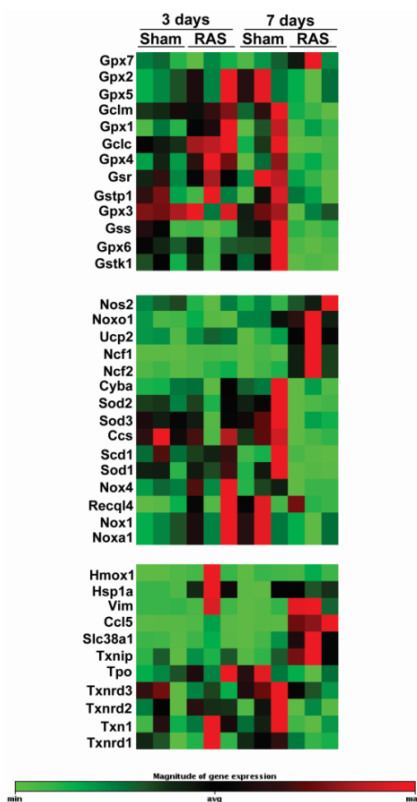 3 days 7 days
Sham RAS Sham RAS
Gpx7
Gpx2
Gpx5
Gclm
Gpx1
Gclc
Gpx4
Gsr
Gstp1
Gpx3
Gss
Gpx6
Gstk1
Nos2
Noxo1
Ucp2
Ncf1
Ncf2
Cyba
Sod2
Sod3
Ccs
Scd1
Sod1
Nox4
Recql4
Nox1
Noxa1
Hmox1
Hsp1a
Vim
Ccl5
Slc38a1
Txnip
Tpo
Txnrd3
Txnrd2
Txn1
Txnrd1
Magnitude of gene expression
min avg ma